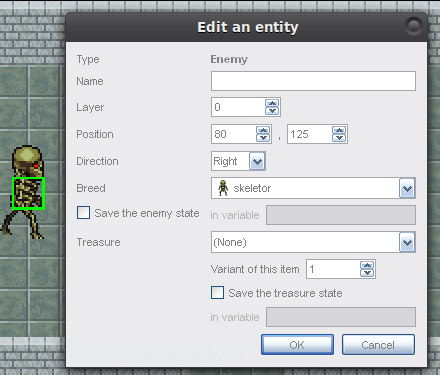 Edit an entity
Type Enemy
Name
Layer 0
Position 80 , 125
Direction Right
Breed skeletor
Save the enemy state in variable
Treasure (None)
Variant of this item 1
Save the treasure state
in variable
OK Cancel